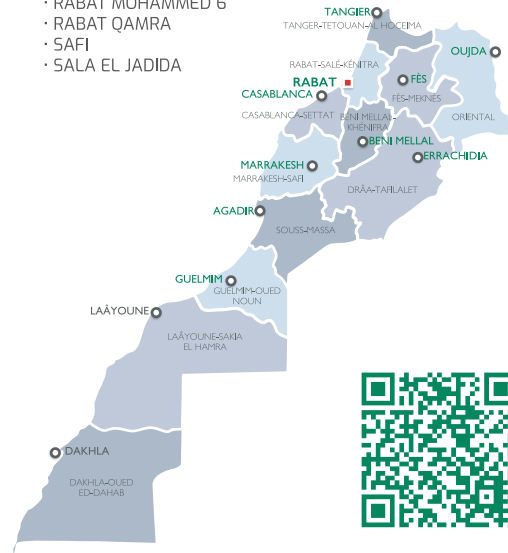 · RABAT MOHAMMED 6
· RABAT QAMRA
· SAFI
· SALA EL JADIDA
TANGIER
TANGER-TETOUAN-AL HOCEIMA
OUJDA
RABAT-SALÉ-KÉNITRA
RABAT
FÈS
CASABLANCA
FÈS-MEKNÈS
CASABLANCA-SETTAT
BENI MELLAL-
KHÉNIFRA
ORIENTAL
BENI MELLAL
ERRACHIDIA
MARRAKESH
MARRAKESH-SAFI
DRÂA-TAFILALET
AGADIR
SOUSS-MASSA
GUELMIM
GUELMIM-OUED
NOUN
LAÂYOUNE
LAÂYOUNE-SAKIA
EL HAMRA
DAKHLA
DAKHLA-OUED
ED-DAHAB